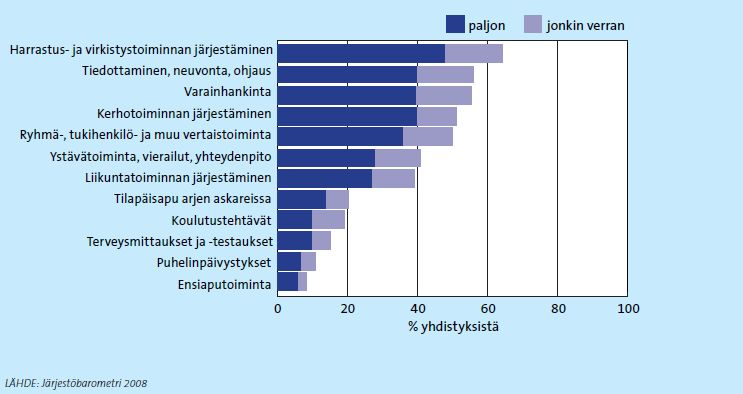 paljon jonkin verran
Harrastus- ja virkistystoiminnan järjestäminen
Tiedottaminen, neuvonta, ohjaus
Varainhankinta
Kerhotoiminnan järjestäminen
Ryhmä-, tukihenkilö- ja muu vertaistoiminta
Ystävätoiminta, vierailut, yhteydenpito
Liikuntatoiminnan järjestäminen
Tilapäisapu arjen askareissa
Koulutustehtävät
Terveysmittaukset ja -testaukset
Puhelinpäivystykset
Ensiaputoiminta
0 20 40 60 80 100
% yhdistyksistä
LÄHDE: Järjestöbarometri 2008